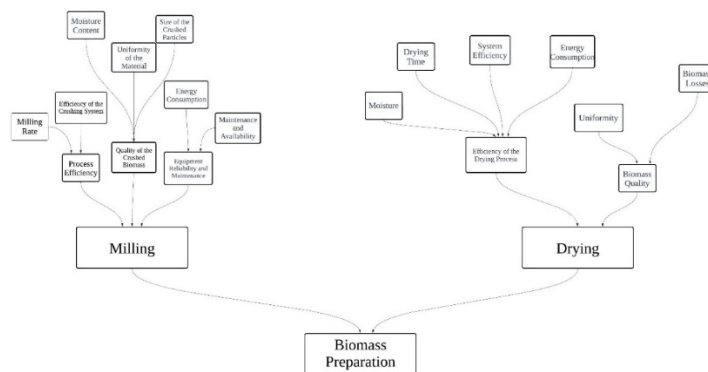 Moisture
Content
Size of the
Crushed
Particles
Uniformity
of the
Material
Energy
Consumption
Efficiency of the
Crushing System
Milling
Rate
Maintenance
and
Availability
Process
Efficiency
Quality of the
Crushed
Biomass
Equipment
Reliability and
Maintenance
Milling
Drying
Time
System
Efficiency
Energy
Consumption
Biomass
Losses
Moisture
Uniformity
Efficiency of the
Drying Process
Biomass
Quality
Drying
Biomass
Preparation